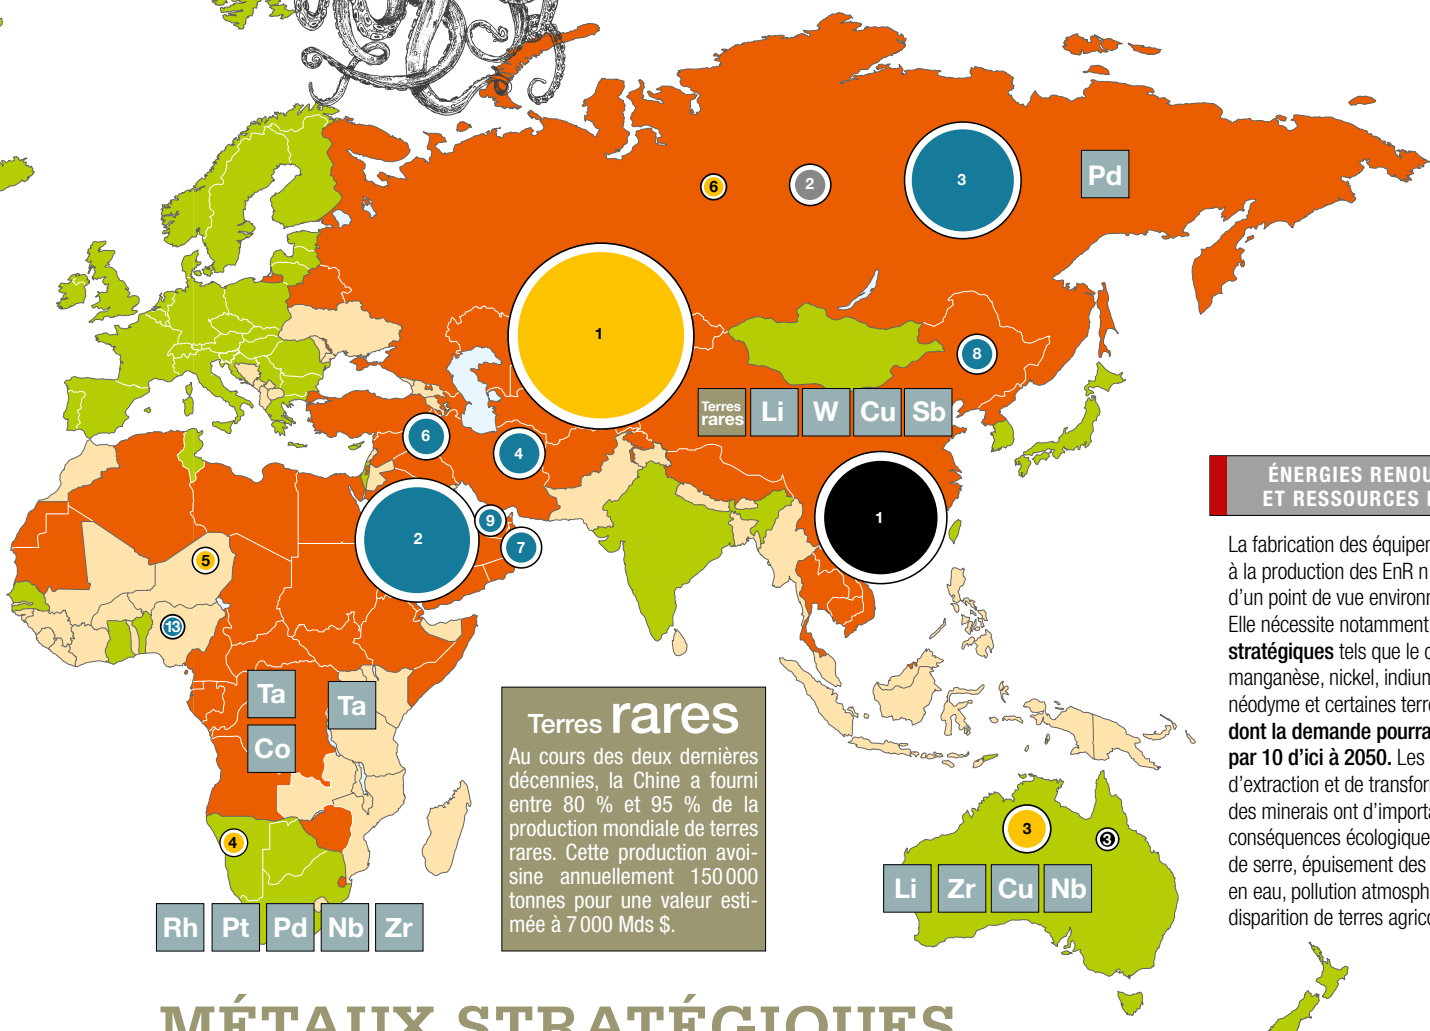 6
2
3
Pd
1
8
Terres
rares
Li
W
Cu
Sb
6
4
1
2
9
7
5
13
Ta
Ta
Co
4
Rh
Pt
Pd
Nb
Zr
3
3
Li
Zr
Cu
Nb
Terres rares
Au cours des deux dernières
décennies, la Chine a fourni
entre 80 % et 95 % de la
production mondiale de terres
rares. Cette production avoi-
sine annuellement 150 000
tonnes pour une valeur esti-
mée à 7 000 Mds $.
ÉNERGIES RENOU
ET RESSOURCES
La fabrication des équipe
à la production des EnR n
d'un point de vue environ
Elle nécessite notamment
stratégiques tels que le
manganèse, nickel, indium
néodyme et certaines terr
dont la demande pourra
par 10 d'ici à 2050. Les
d'extraction et de transfor
des minerais ont d'importa
conséquences écologique
de serre, épuisement des
en eau, pollution atmosph
disparition de terres agric
MÉTAUX STRATÉGIQUES